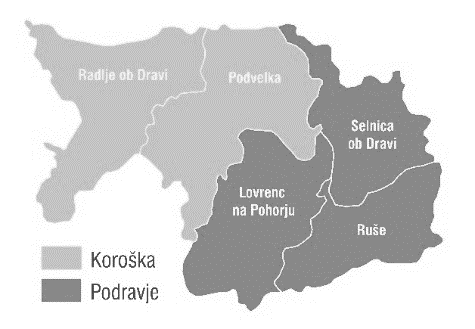 Radlje ob Dravi
Podvelka
Selnica
ob Dravi
Lovrenc
na Pohorju
Ruše
Koroška
Podravje